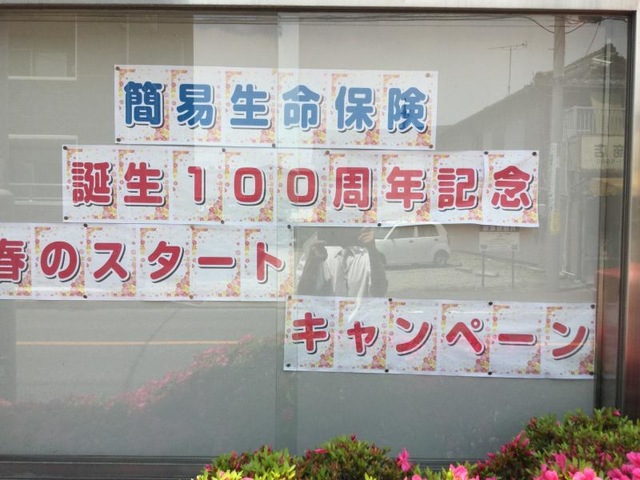 簡易生命保険
誕生100周年記念
春のスタート
キャンペーン